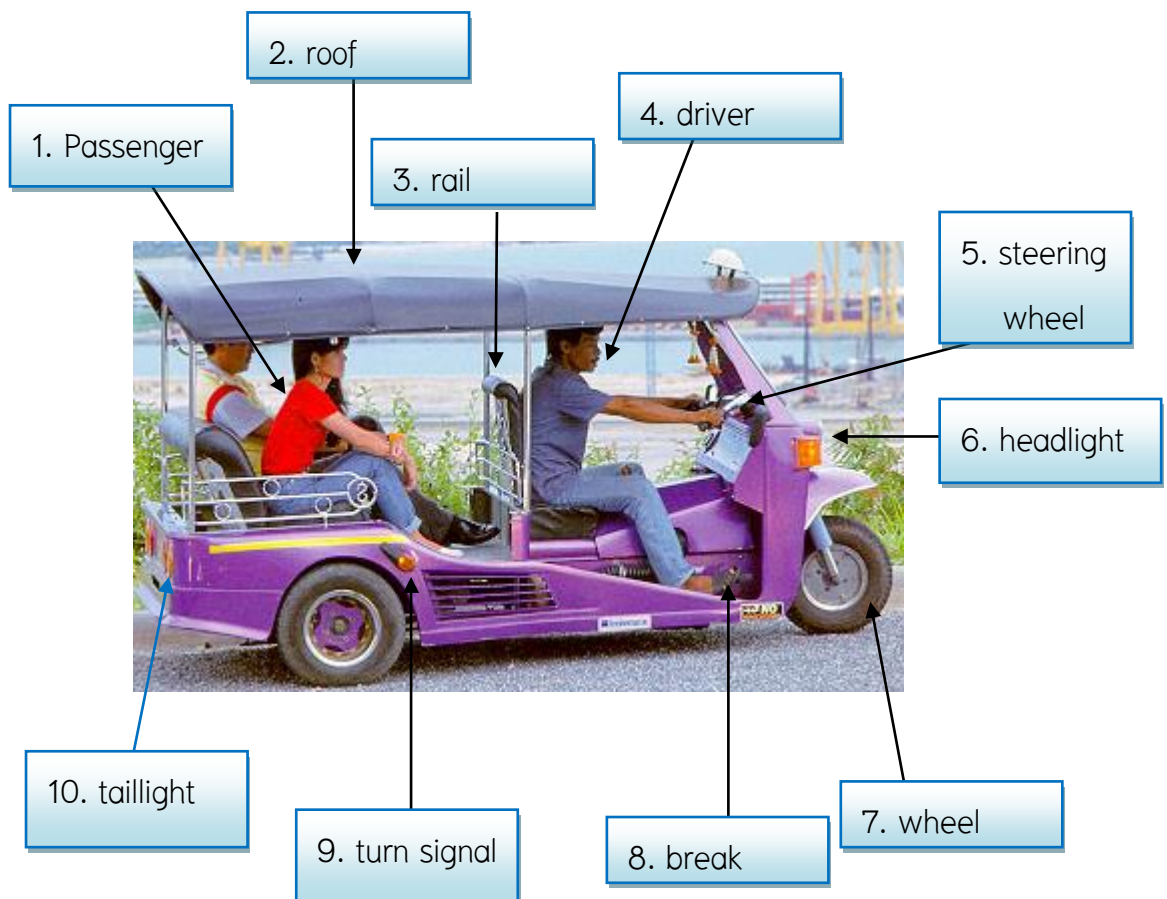 1. Passenger
2. roof
3. rail
4. driver
5. steering
wheel
6. headlight
7. wheel
8. break
9. turn signal
10. taillight